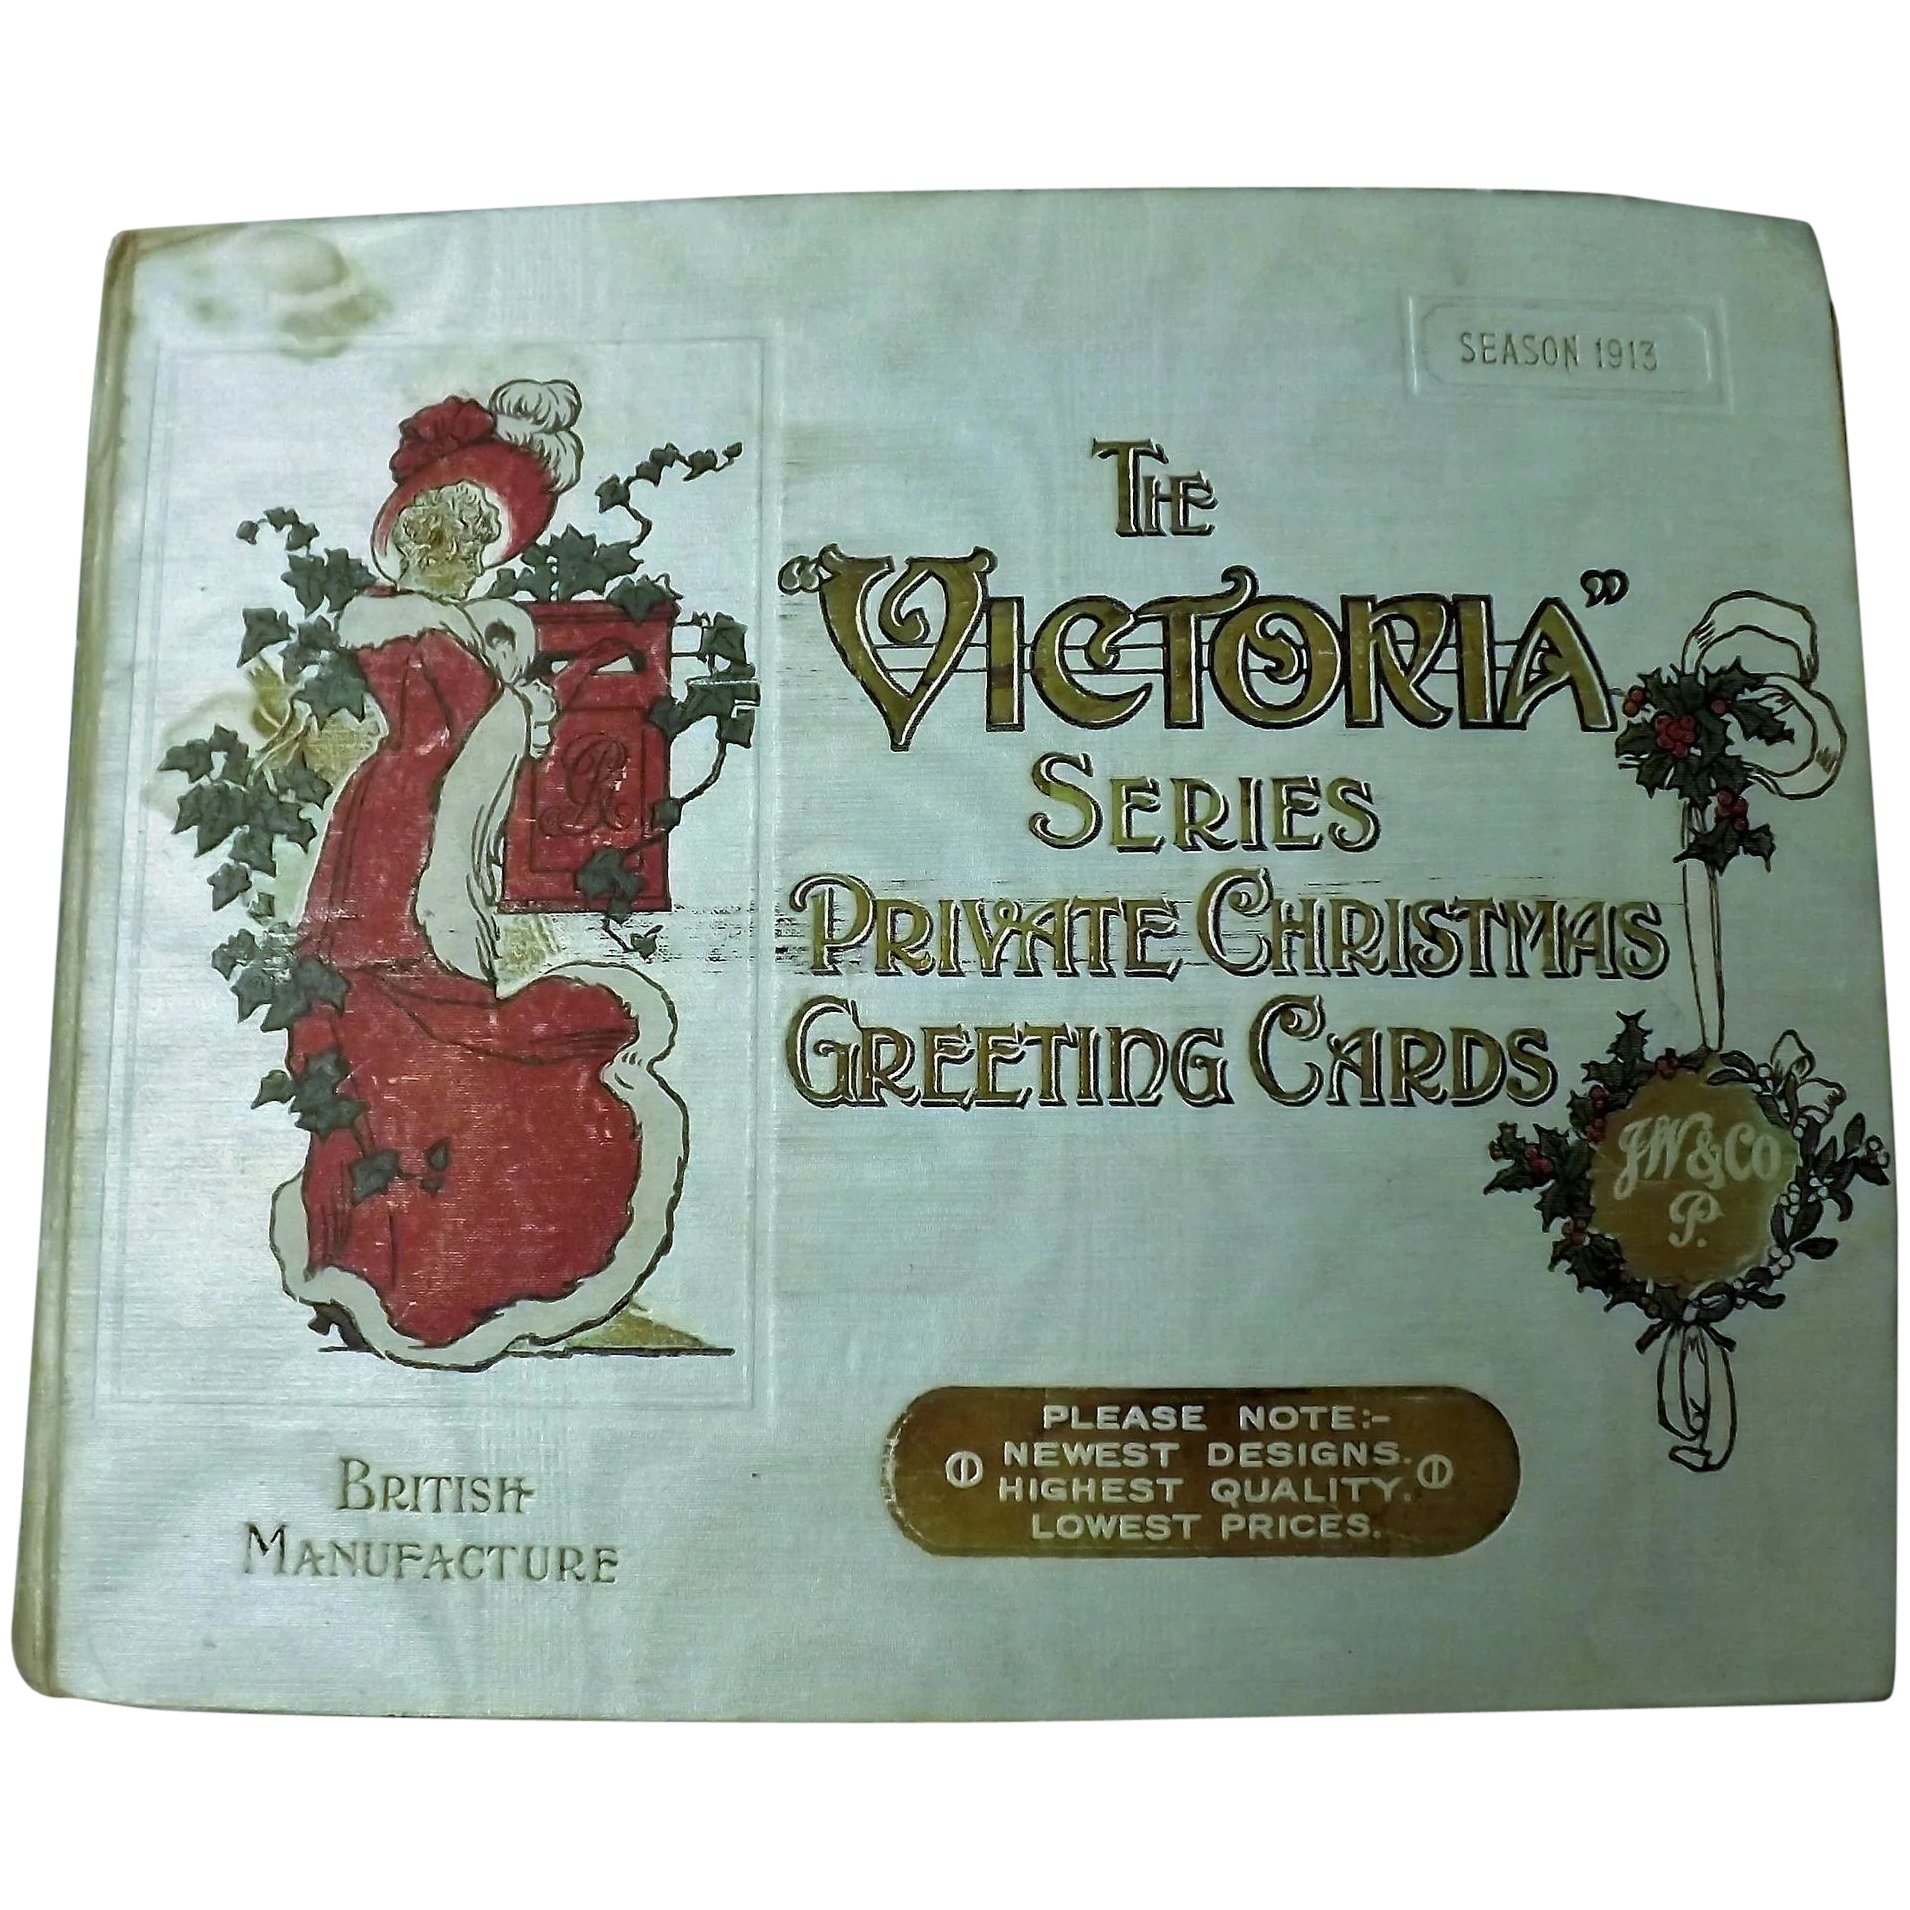 SEASON 1913
THE
"VICTORIA"
SERIES
PRIVATE CHRISTMAS
GREETING CARDS
JW&Co
P.
BRITISH
MANUFACTURE
PLEASE NOTE:-
NEWEST DESIGNS.
HIGHEST QUALITY.
LOWEST PRICES.